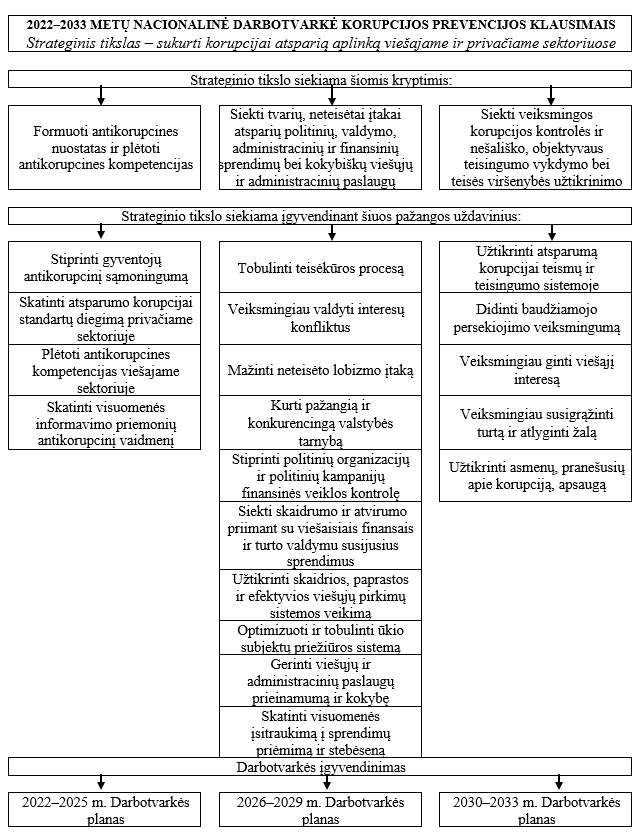 2022–2033 METŲ NACIONALINĖ DARBOTVARKĖ KORUPCIJOS PREVENCIJOS KLAUSIMAIS
Strateginis tikslas – sukurti korupcijai atsparią aplinką viešajame ir privačiame sektoriuose
Strateginio tikslo siekiama šiomis kryptimis:
Formuoti antikorupcines
nuostatas ir plėtoti
antikorupcines kompetencijas
Siekti tvarių, neteisėtai įtakai
atsparių politinių, valdymo,
administracinių ir finansinių
sprendimų bei kokybiškų viešųjų
ir administracinių paslaugų
Siekti veiksmingos
korupcijos kontrolės ir
nešališko, objektyvaus
teisingumo vykdymo bei
teisės viršenybės užtikrinimo
Strateginio tikslo siekiama įgyvendinant šiuos pažangos uždavinius:
Stiprinti gyventojų
antikorupcinį sąmoningumą
Skatinti atsparumo korupcijai
standartų diegimą privačiame
sektoriuje
Plėtoti antikorupcines
kompetencijas viešajame
sektoriuje
Skatinti visuomenės
informavimo priemonių
antikorupcinį vaidmenį
Tobulinti teisėkūros procesą
Veiksmingiau valdyti interesų
konfliktus
Mažinti neteisėto lobizmo įtaką
Kurti pažangią ir
konkurencingą valstybės
tarnybą
Stiprinti politinių organizacijų
ir politinių kampanijų
finansinės veiklos kontrolę
Siekti skaidrumo ir atvirumo
priimant su viešaisiais finansais
ir turto valdymu susijusius
sprendimus
Užtikrinti skaidrios, paprastos
ir efektyvios viešųjų pirkimų
sistemos veikimą
Optimizuoti ir tobulinti ūkio
subjektų priežiūros sistemą
Gerinti viešųjų ir
administracinių paslaugų
prieinamumą ir kokybę
Skatinti visuomenės
įsitraukimą į sprendimų
priėmimą ir stebėseną
Užtikrinti atsparumą
korupcijai teismų ir
teisingumo sistemoje
Didinti baudžiamojo
persekiojimo veiksmingumą
Veiksmingiau ginti viešąjį
interesą
Veiksmingiau susigrąžinti
turtą ir atlyginti žalą
Užtikrinti asmenų, pranešusių
apie korupciją, apsaugą
Darbotvarkės įgyvendinimas
2022–2025 m. Darbotvarkės
planas
2026–2029 m. Darbotvarkės
planas
2030–2033 m. Darbotvarkės
planas